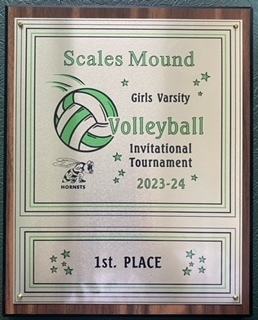 Scales Mound
Girls Varsity
Volleyball
Invitational
Tournament
2023-24
HORNETS
1st. PLACE